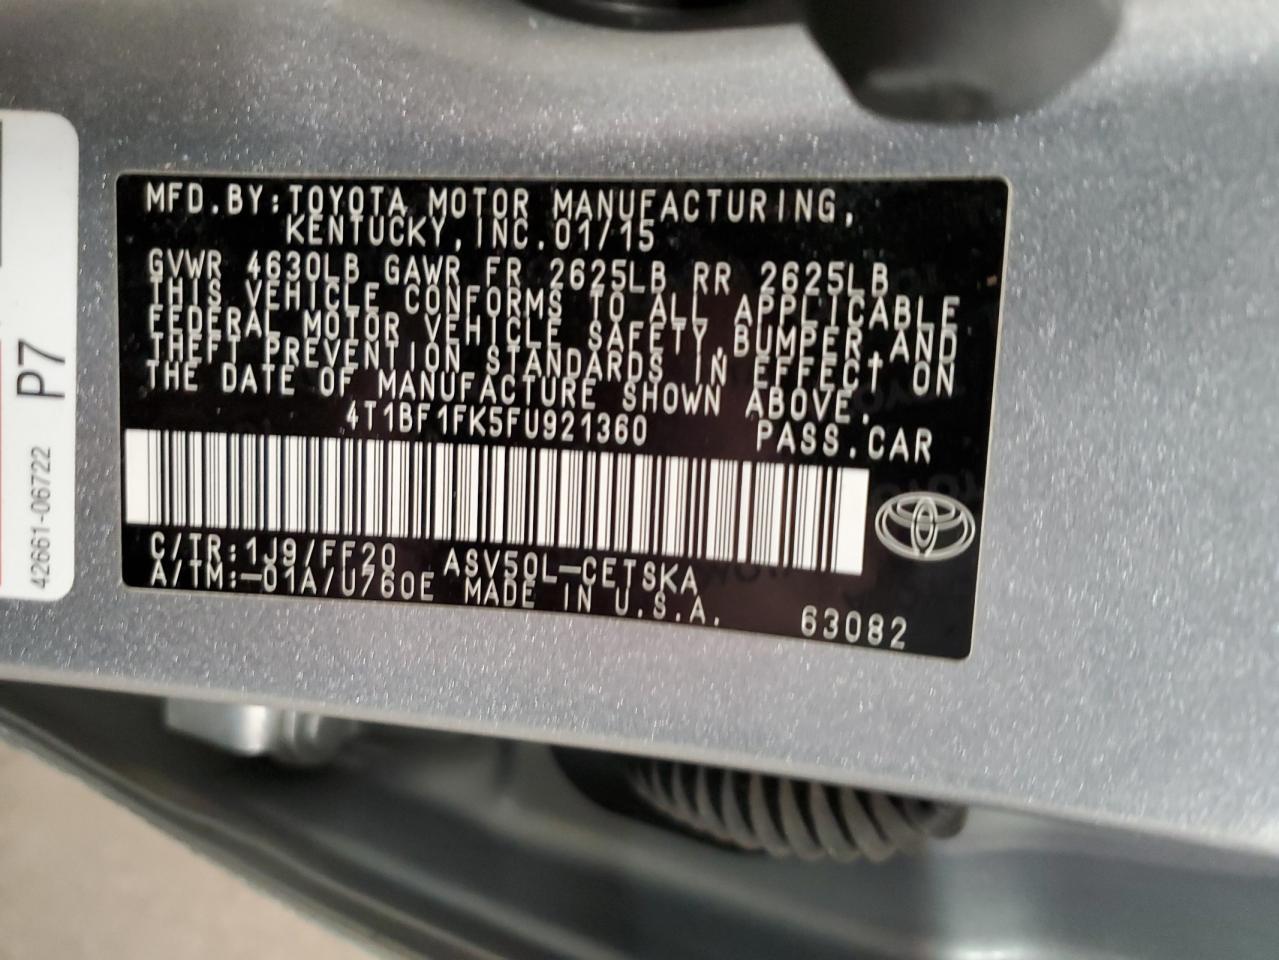 MFD.BY:TOYOTA MOTOR MANUFACTURING,
KENTUCKY,INC.01/15
GVWR 4630LB GAWR FR 2625LB RR 2625LB
THIS VEHICLE CONFORMS TO ALL APPLICABLE
FEDERAL MOTOR VEHICLE SAFETY,BUMPER,AND
THEFT PREVENTION STANDARDS IN EFFECT ON
THE DATE OF MANUFACTURE SHOWN ABOVE.
4T1BF1FK5FU921360 PASS.CAR
C/TR:1J9/FF20 ASV50L-CETSKA
A/TM:-01A/U760E MADE IN U.S.A.
63082
P7
42661-06722